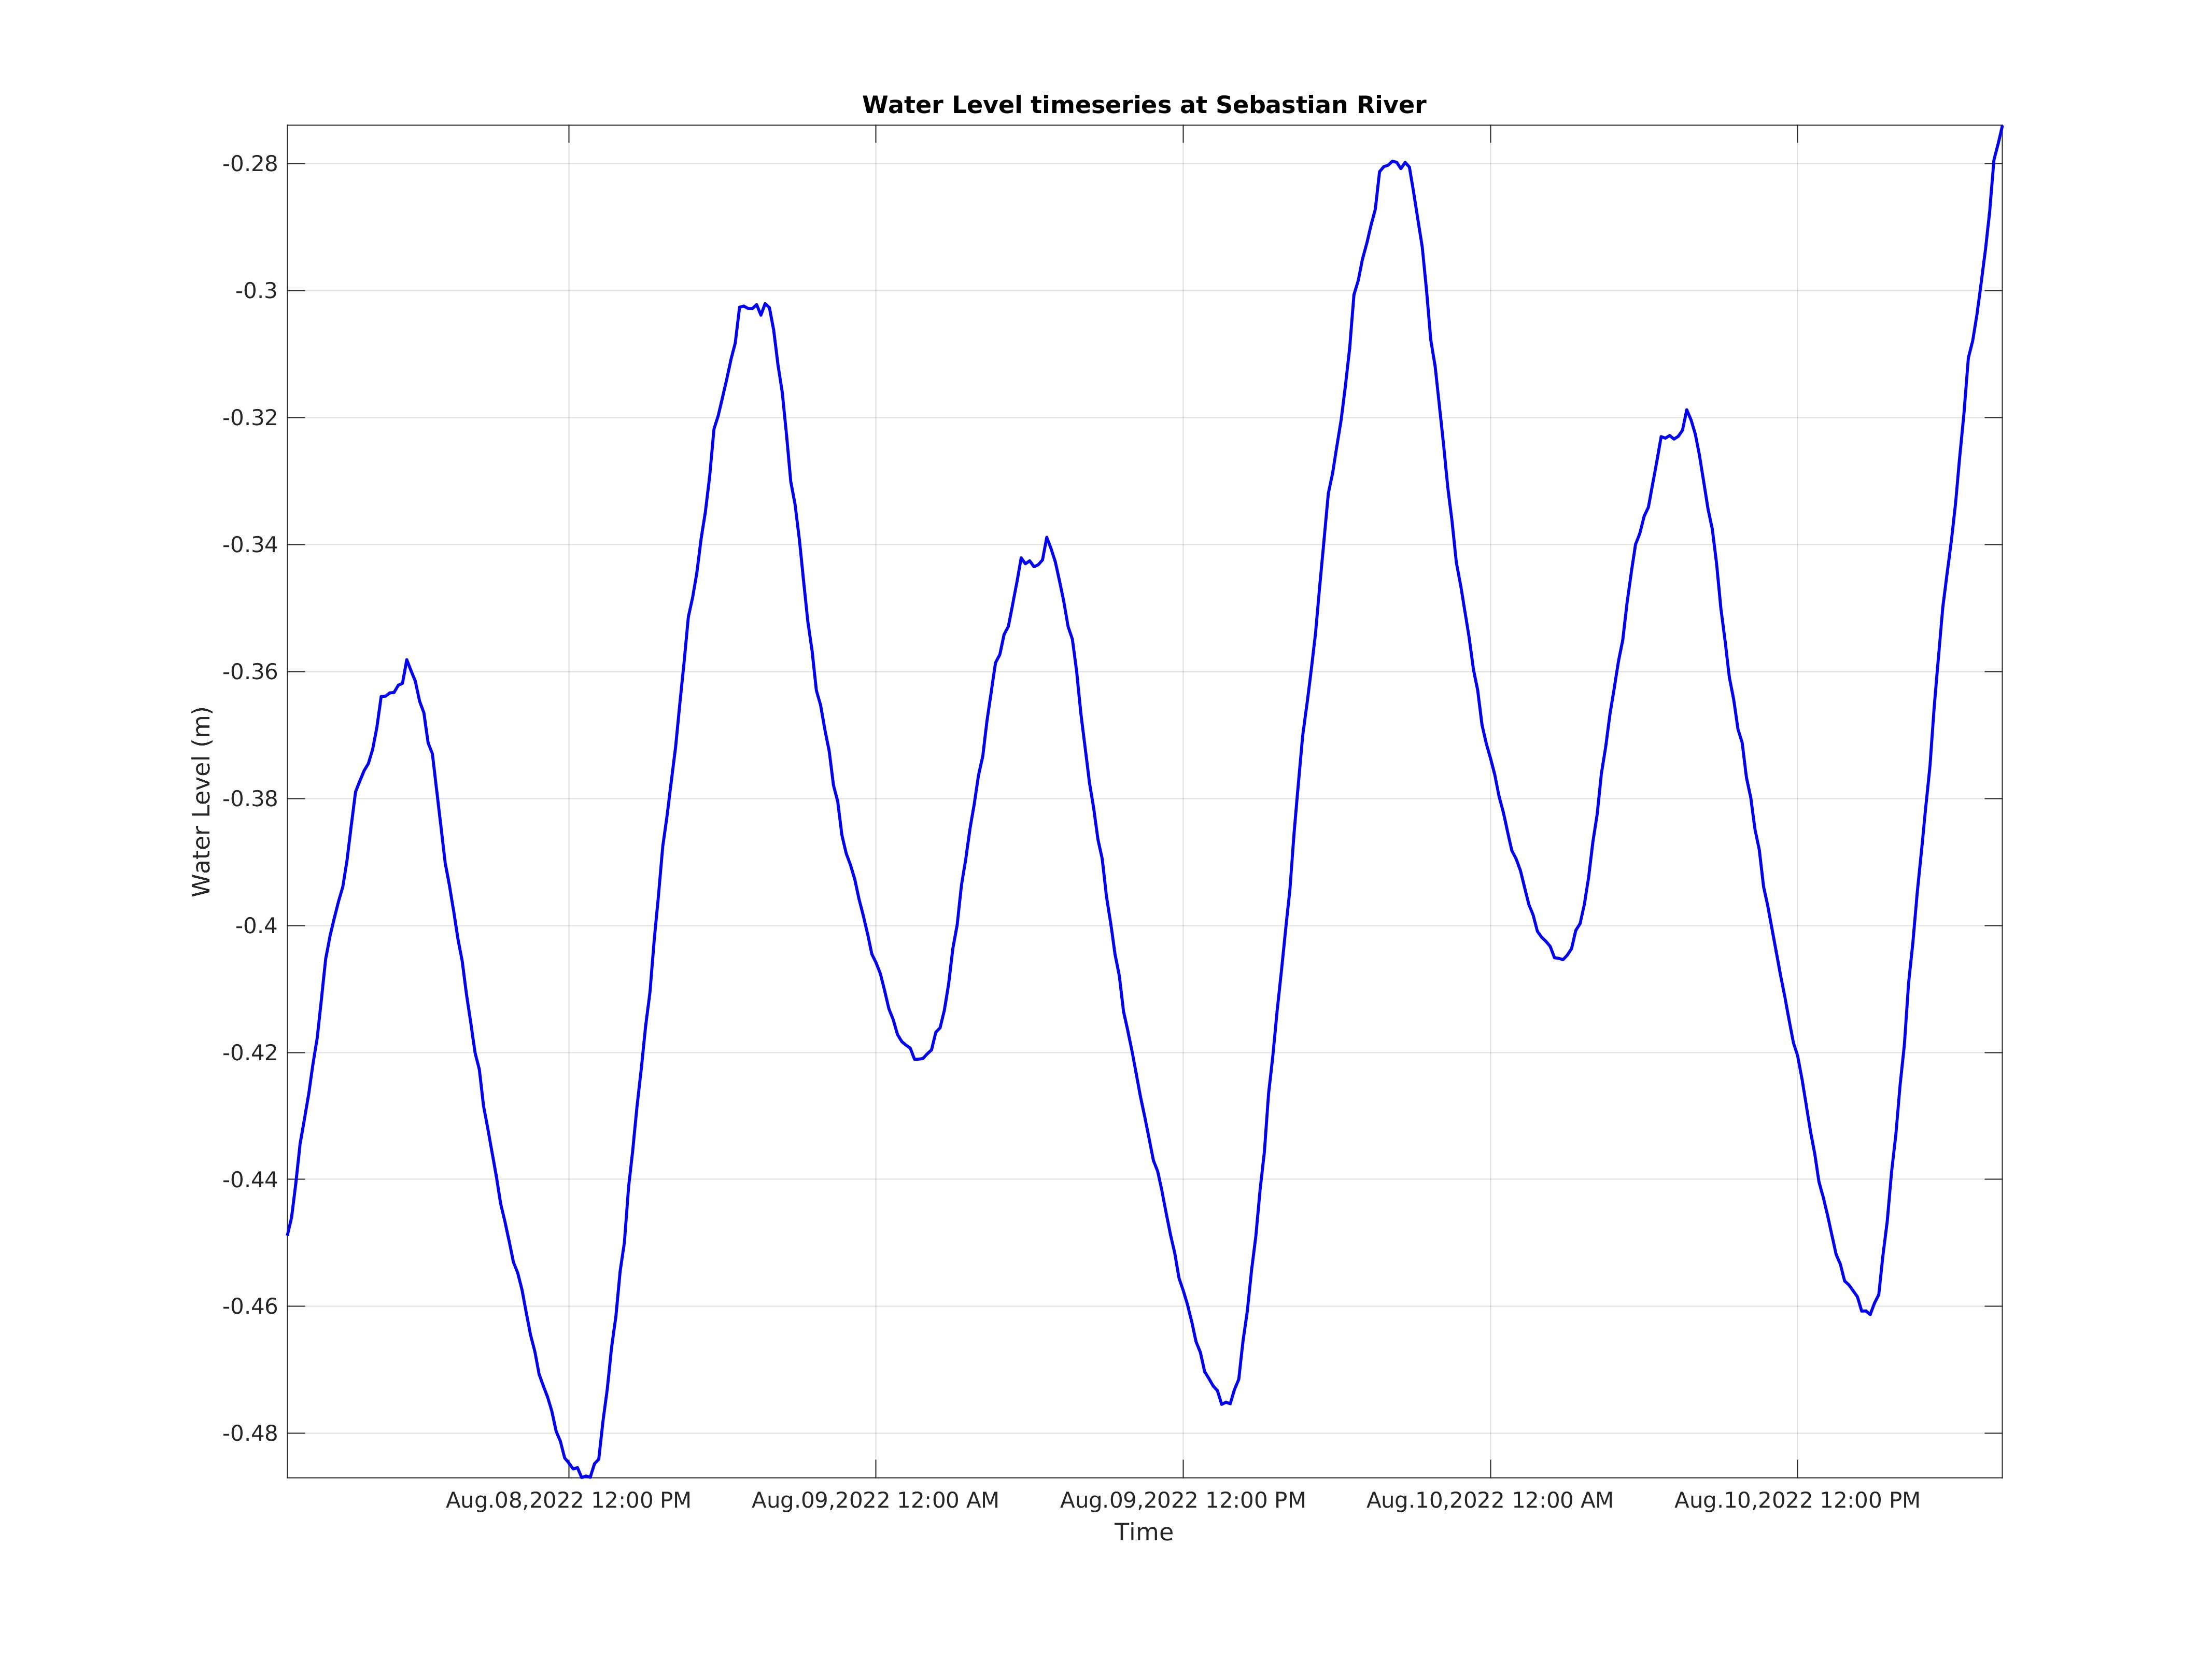 Water Level timeseries at Sebastian River
-0.28
-0.3
-0.32
-0.34
-0.36
-0.38
-0.4
-0.42
-0.44
-0.46
-0.48
Water Level (m)
Aug.08,2022 12:00 PM
Aug.09,2022 12:00 AM
Aug.09,2022 12:00 PM
Aug.10,2022 12:00 AM
Aug.10,2022 12:00 PM
Time